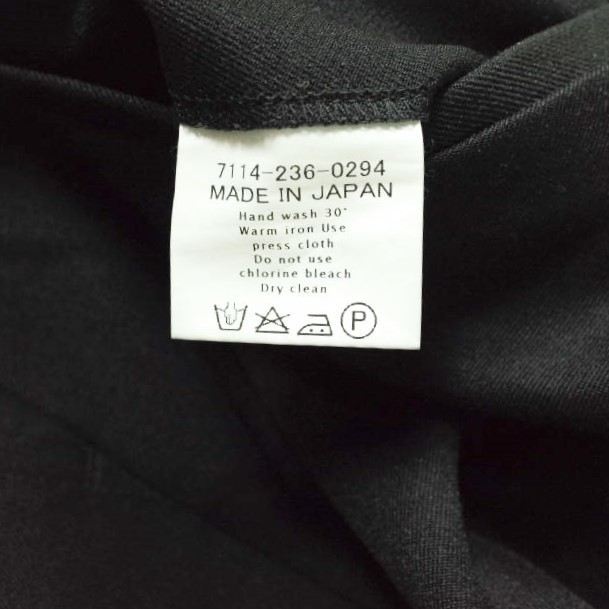 7114-236-0294
MADE IN JAPAN
Hand wash 30°
Warm iron Use
press cloth
Do not use
chlorine bleach
Dry clean
P